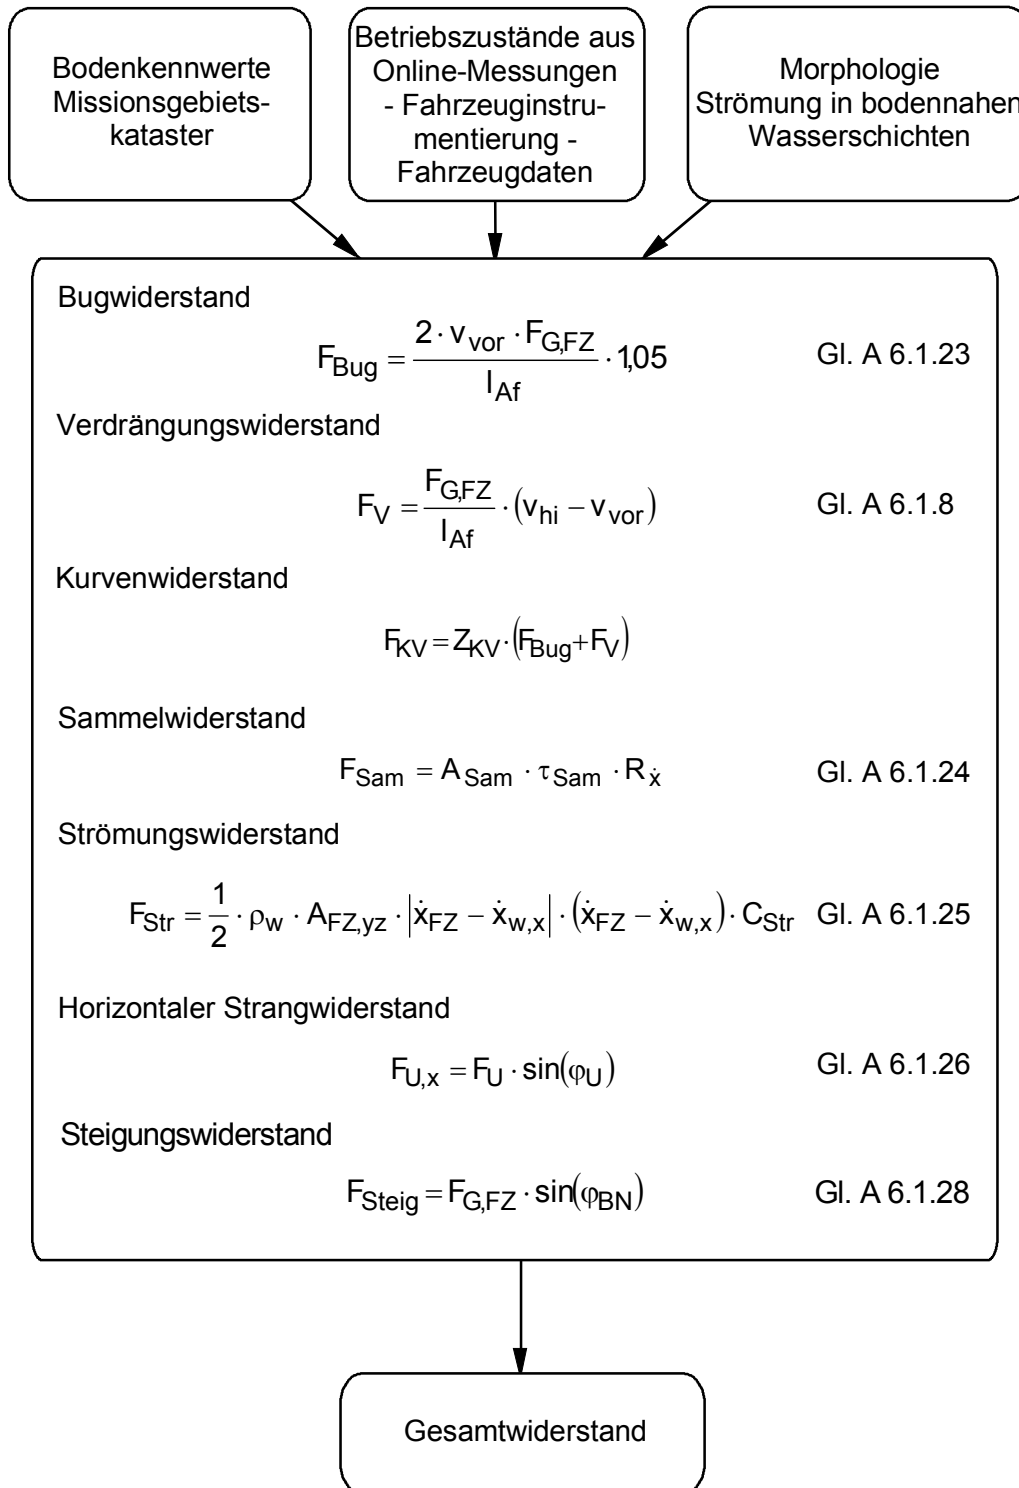 Bodenkennwerte
Missionsgebiets-
kataster
Betriebszustände aus
Online-Messungen
- Fahrzeuginstru-
mentierung -
Fahrzeugdaten
Morphologie
Strömung in bodennahen
Wasserschichten
Bugwiderstand
F_Bug = (2 · v_vor · F_G,FZ) / l_Af · 1,05 Gl. A 6.1.23
Verdrängungswiderstand
F_V = F_G,FZ / l_Af · (v_hi − v_vor) Gl. A 6.1.8
Kurvenwiderstand
F_KV = Z_KV · (F_Bug + F_V)
Sammelwiderstand
F_Sam = A_Sam · τ_Sam · R_ẋ Gl. A 6.1.24
Strömungswiderstand
F_Str = 1/2 · ρ_w · A_FZ,yz · |ẋ_FZ − ẋ_w,x| · (ẋ_FZ − ẋ_w,x) · C_Str Gl. A 6.1.25
Horizontaler Strangwiderstand
F_U,x = F_U · sin(φ_U) Gl. A 6.1.26
Steigungswiderstand
F_Steig = F_G,FZ · sin(φ_BN) Gl. A 6.1.28
Gesamtwiderstand